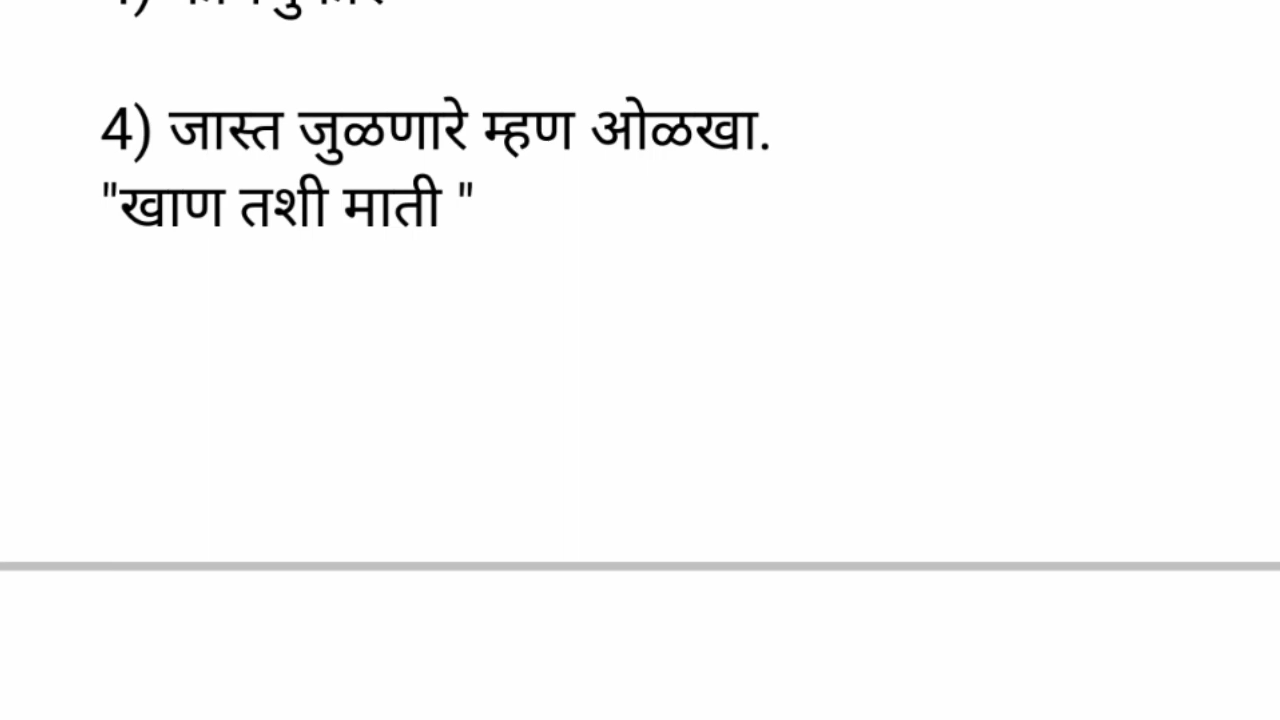 4) जास्त जुळणारे म्हण ओळखा.
"खाण तशी माती "